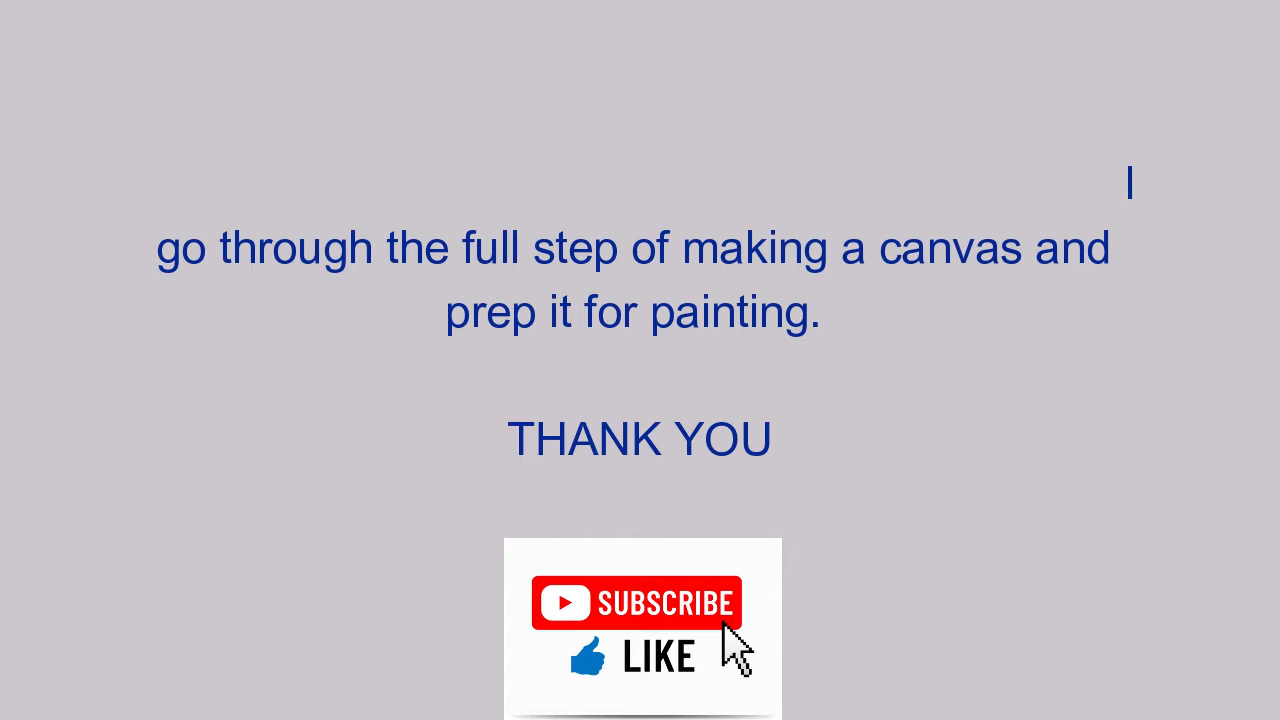 I
go through the full step of making a canvas and
prep it for painting.
THANK YOU
SUBSCRIBE
LIKE